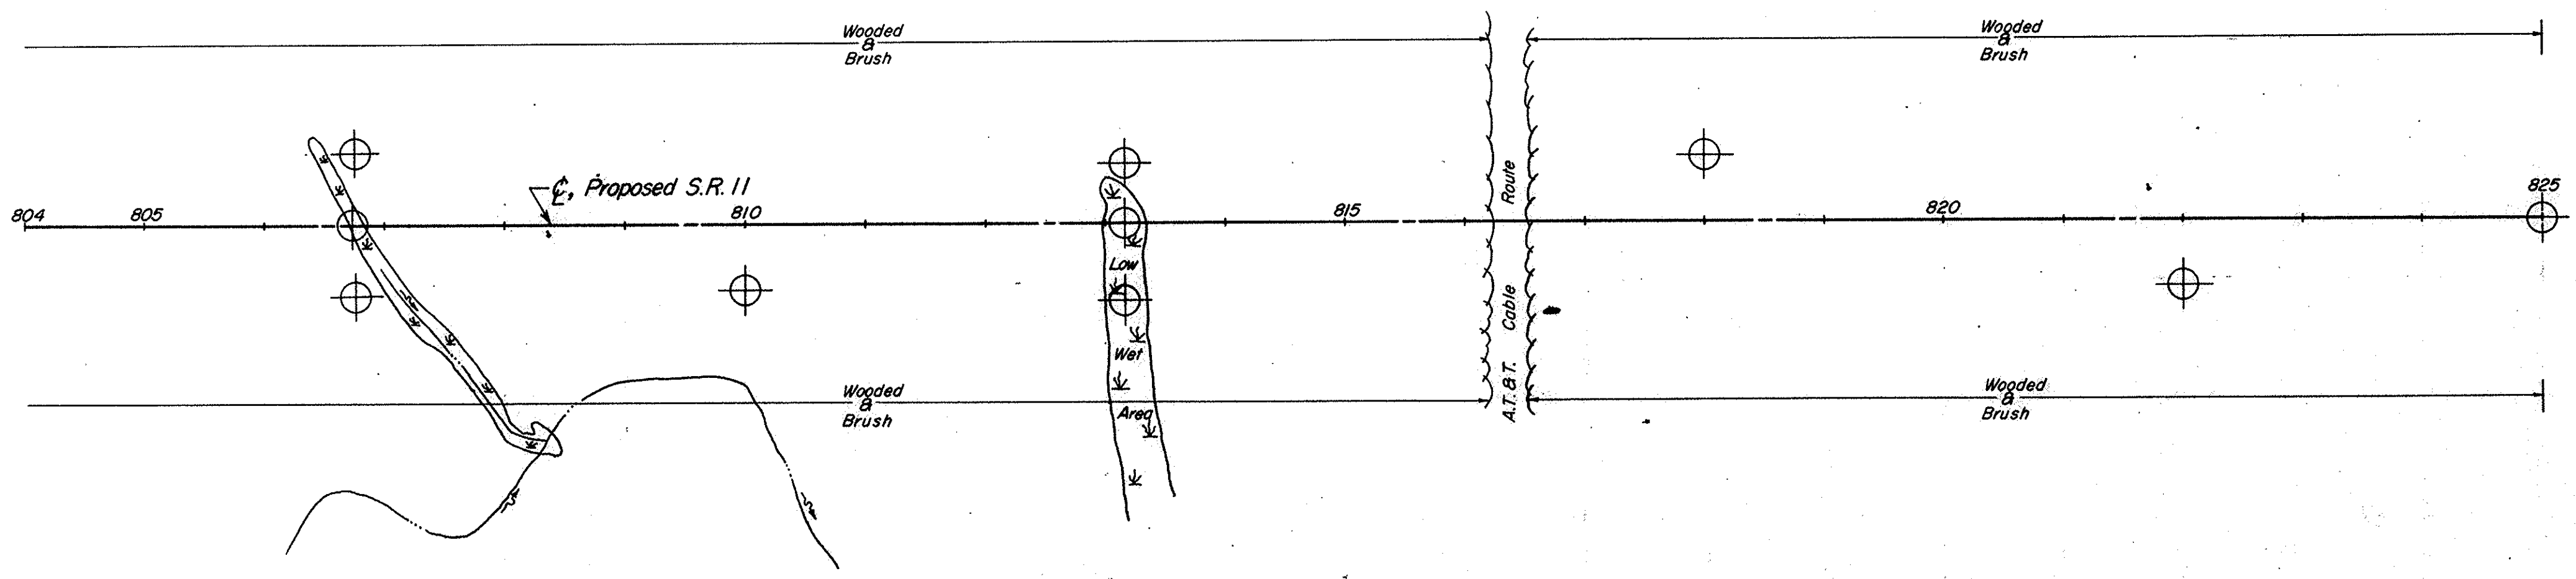 Wooded
&
Brush
Wooded
&
Brush
℄, Proposed S.R. 11
804
805
810
815
820
825
Low
Wet
Area
A.T.&T. Cable Route
Wooded
&
Brush
Wooded
&
Brush